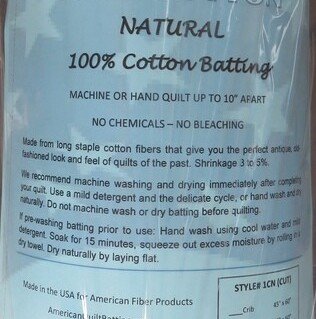 NATURAL
100% Cotton Batting
MACHINE OR HAND QUILT UP TO 10" APART
NO CHEMICALS – NO BLEACHING
Made from long staple cotton fibers that give you the perfect antique, old-
fashioned look and feel of quilts of the past. Shrinkage 3 to 5%.
We recommend machine washing and drying immediately after completing
your quilt. Use a mild detergent and the delicate cycle, or hand wash and dry
naturally. Do not machine wash or dry batting before quilting.
If pre-washing batting prior to use: Hand wash using cool water and mild
detergent. Soak for 15 minutes, squeeze out excess moisture by rolling in a
dry towel. Dry naturally by laying flat.
Made in the USA for American Fiber Products
STYLE# 1CN (CUT)
Crib 45" x 60"